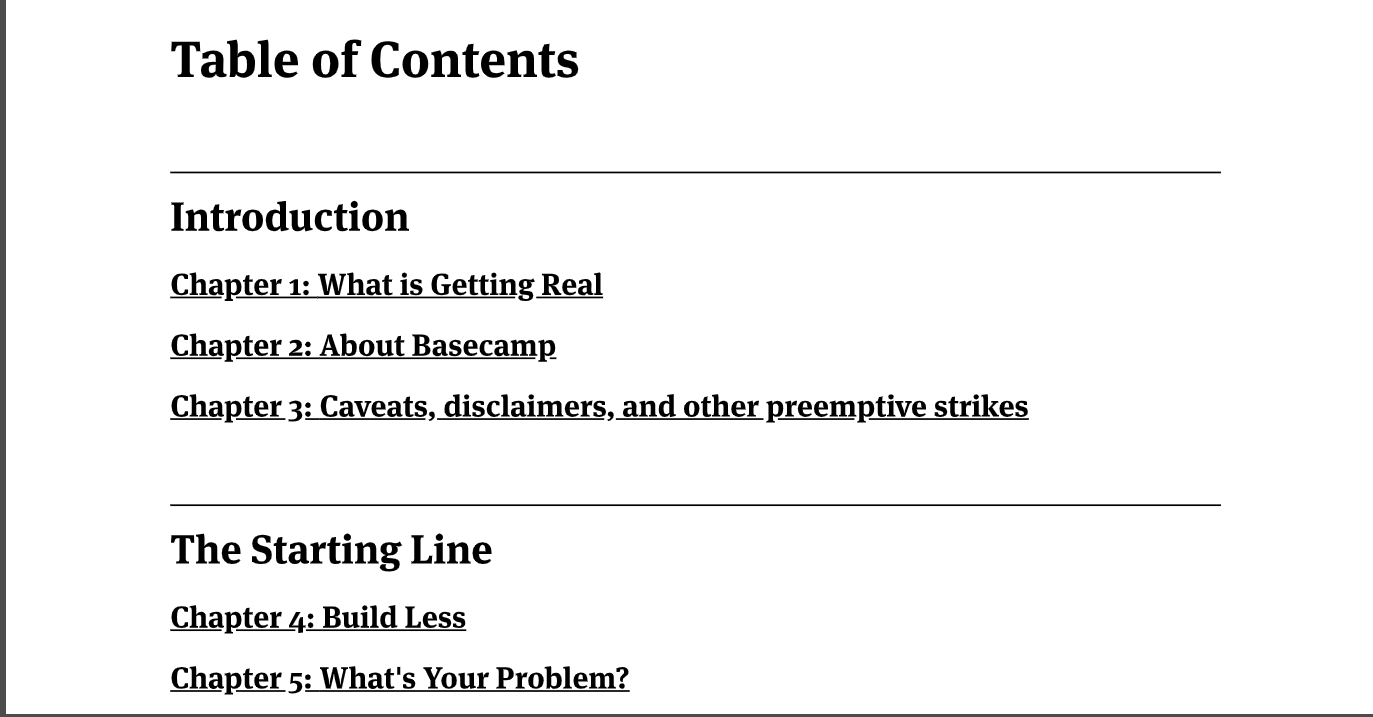 Table of Contents
Introduction
Chapter 1: What is Getting Real
Chapter 2: About Basecamp
Chapter 3: Caveats, disclaimers, and other preemptive strikes
The Starting Line
Chapter 4: Build Less
Chapter 5: What's Your Problem?